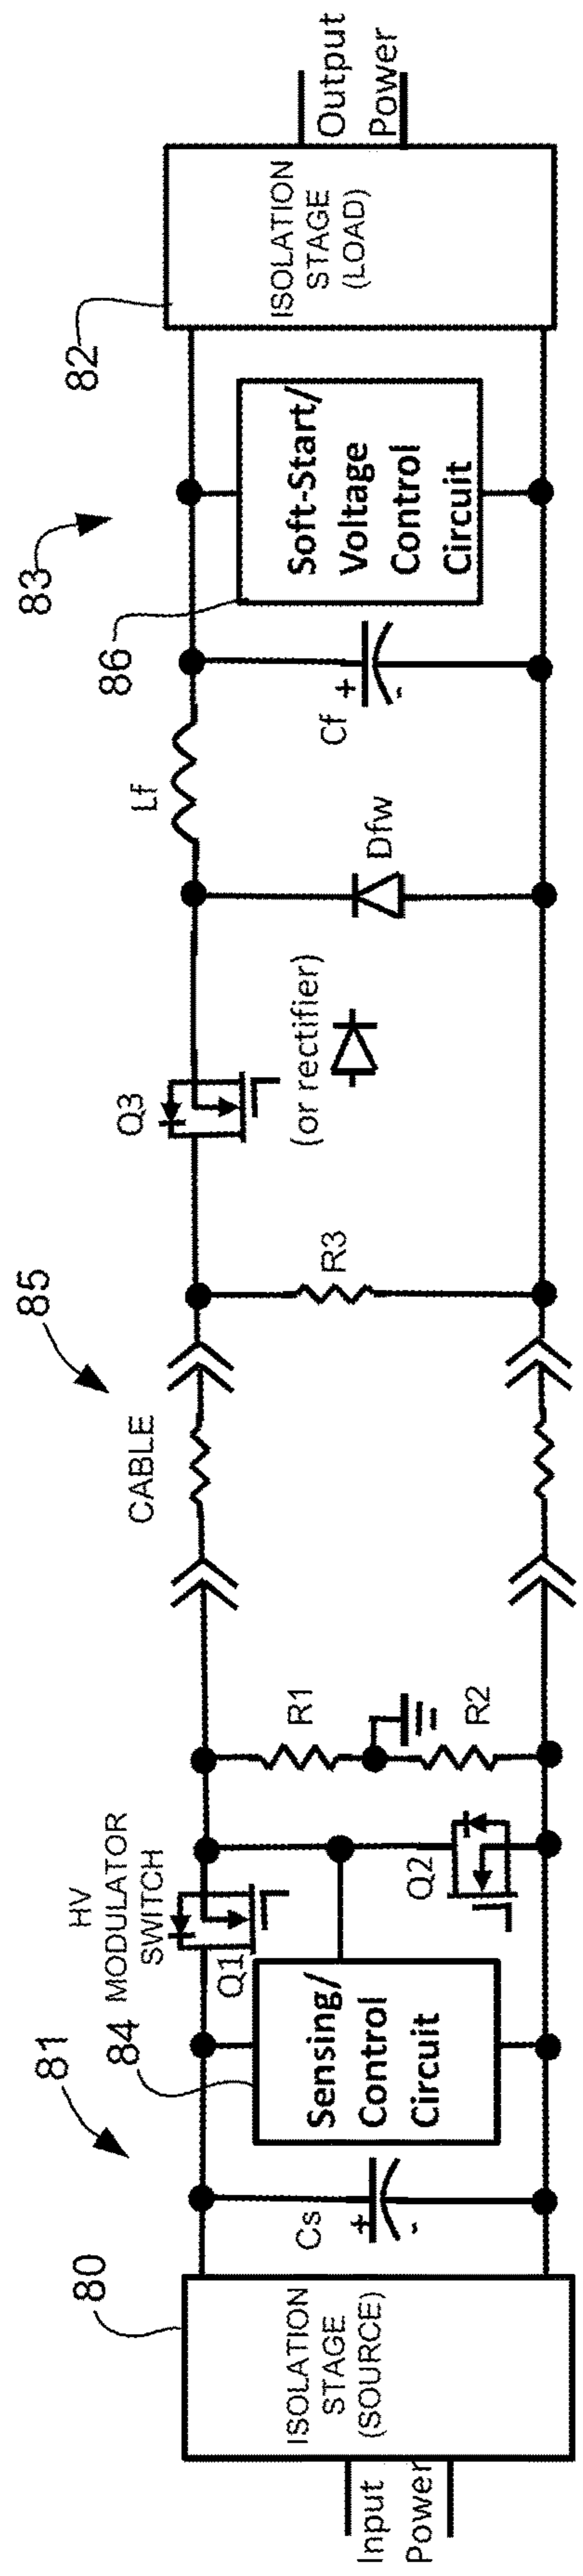 Input
Power
ISOLATION
STAGE
(SOURCE)
80
81
Cs
+
-
84
Sensing/
Control
Circuit
HV
MODULATOR
SWITCH
Q1
Q2
R1
R2
CABLE
85
R3
Q3
(or rectifier)
Dfw
Lf
Cf
+
-
86
83
Soft-Start/
Voltage
Control
Circuit
82
ISOLATION
STAGE
(LOAD)
Output
Power